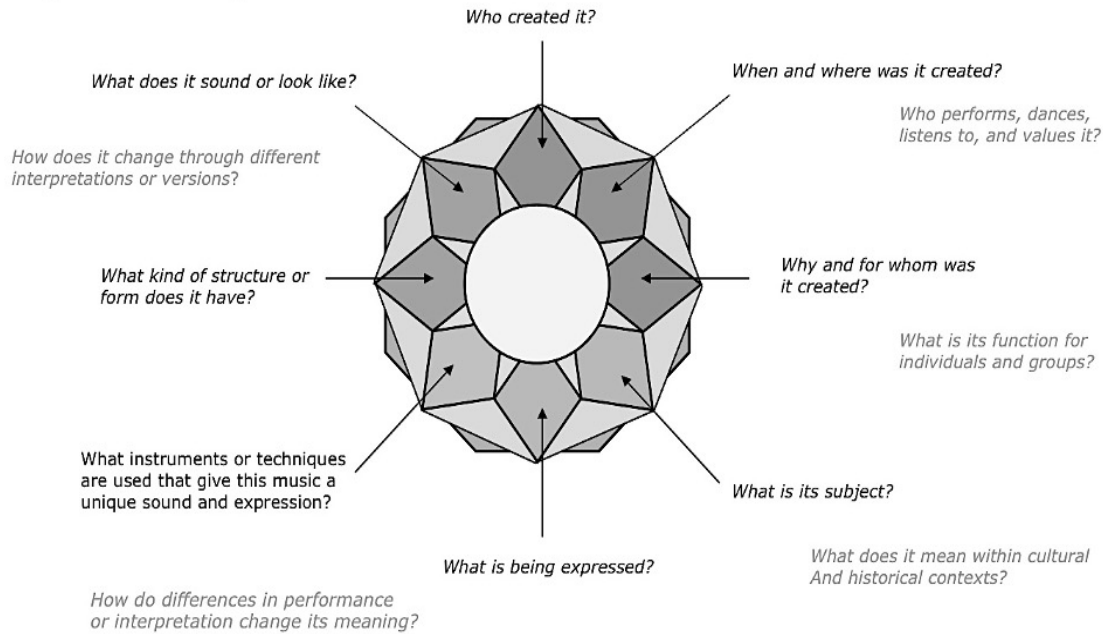 Who created it?
What does it sound or look like?
When and where was it created?
Who performs, dances,
listens to, and values it?
How does it change through different
interpretations or versions?
What kind of structure or
form does it have?
Why and for whom was
it created?
What is its function for
individuals and groups?
What instruments or techniques
are used that give this music a
unique sound and expression?
What is its subject?
What is being expressed?
What does it mean within cultural
And historical contexts?
How do differences in performance
or interpretation change its meaning?